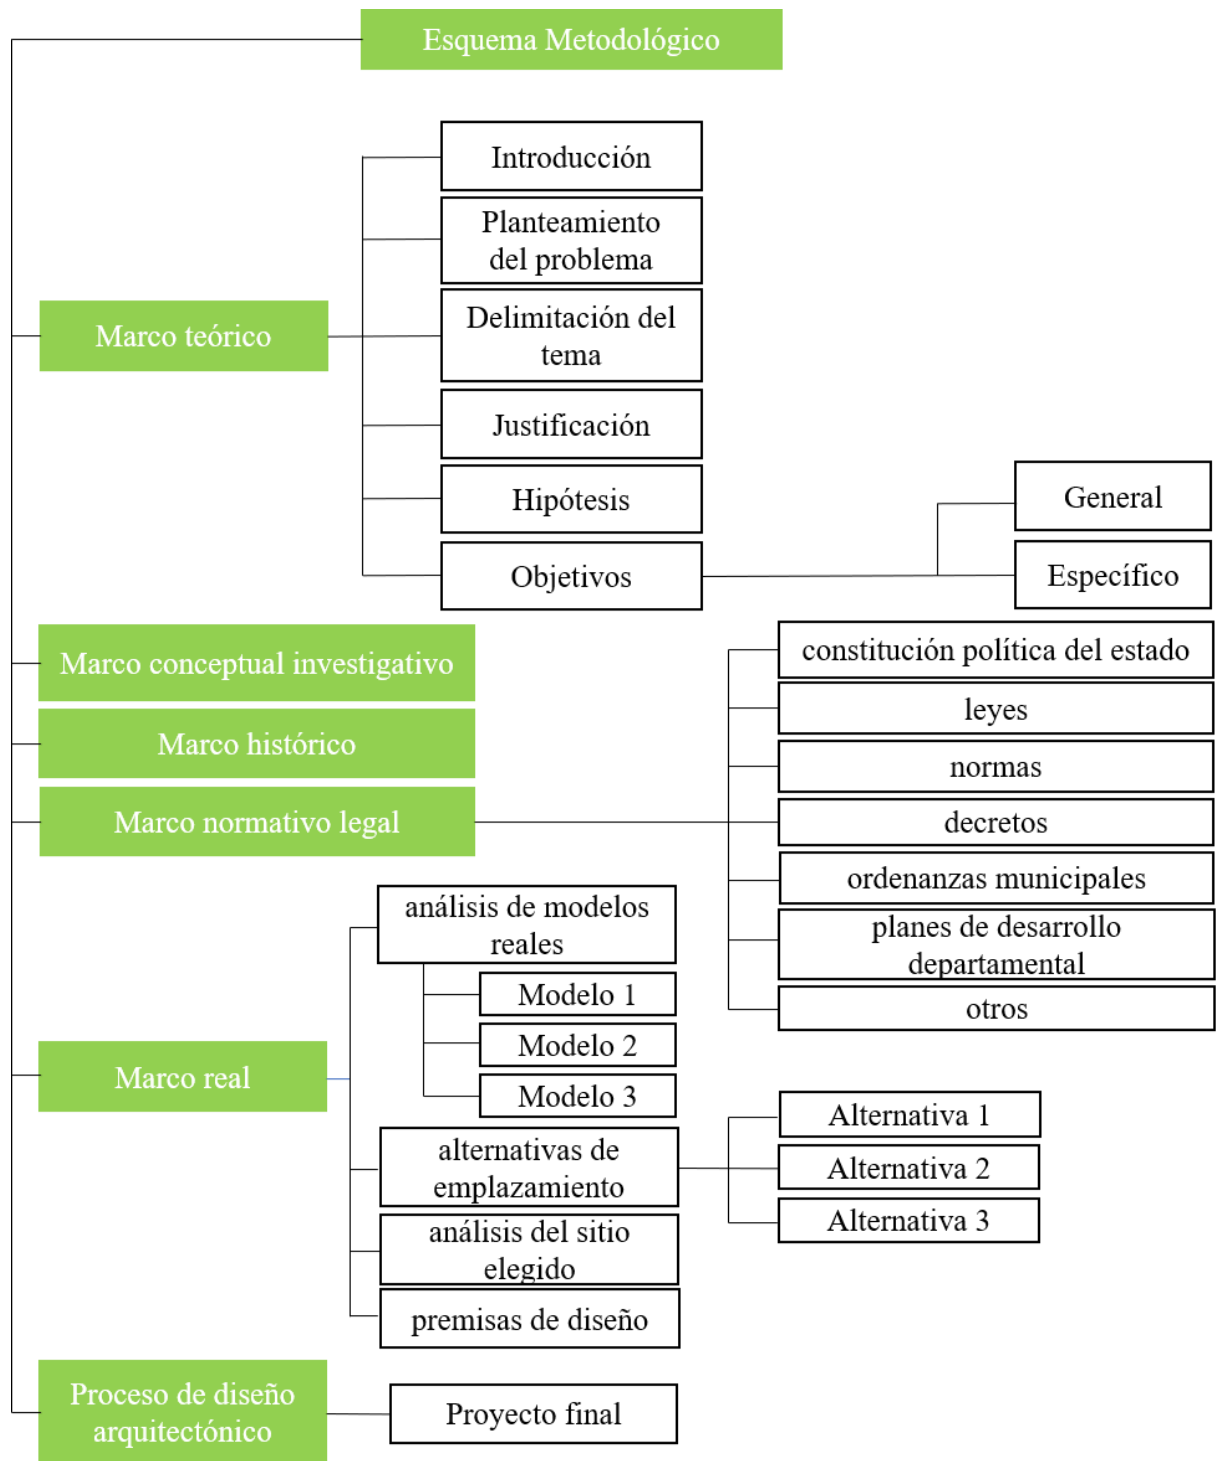 Esquema Metodológico
Marco teórico
Introducción
Planteamiento
del problema
Delimitación del
tema
Justificación
Hipótesis
Objetivos
General
Específico
Marco conceptual investigativo
Marco histórico
Marco normativo legal
constitución política del estado
leyes
normas
decretos
ordenanzas municipales
planes de desarrollo
departamental
otros
Marco real
análisis de modelos
reales
Modelo 1
Modelo 2
Modelo 3
alternativas de
emplazamiento
Alternativa 1
Alternativa 2
Alternativa 3
análisis del sitio
elegido
premisas de diseño
Proceso de diseño
arquitectónico
Proyecto final